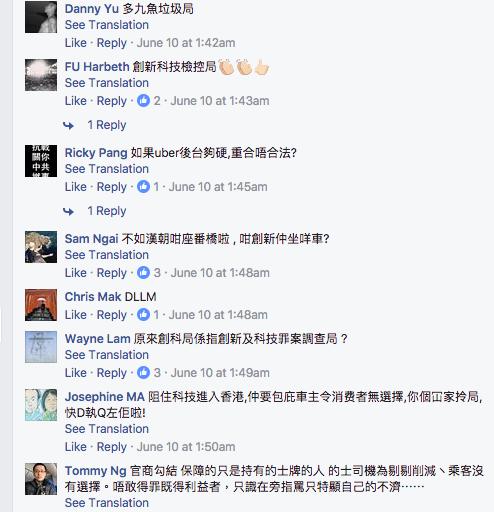 Danny Yu 多九魚垃圾局
See Translation
Like · Reply · June 10 at 1:42am
FU Harbeth 創新科技檢控局👏🏻👏🏻👍🏻
See Translation
Like · Reply · 2 · June 10 at 1:43am
1 Reply
Ricky Pang 如果uber後台夠硬,重合唔合法?
See Translation
Like · Reply · 1 · June 10 at 1:45am
1 Reply
Sam Ngai 不如漢朝咁座番橋啦 , 咁創新仲坐咩車?
See Translation
Like · Reply · 3 · June 10 at 1:48am
Chris Mak DLLM
Like · Reply · 1 · June 10 at 1:48am
Wayne Lam 原來創科局係指創新及科技罪案調查局？
See Translation
Like · Reply · 3 · June 10 at 1:49am
Josephine MA 阻住科技進入香港,仲要包庇車主令消費者無選擇,你個冚家拎局,
快D執Q左佢啦!
See Translation
Like · Reply · June 10 at 1:50am
Tommy Ng 官商勾結 保障的只是持有的士牌的人 的士司機為剔剔削減丶乘客沒
有選擇。唔敢得罪既得利益者，只識在旁指罵只特顯自己的不濟⋯⋯
See Translation